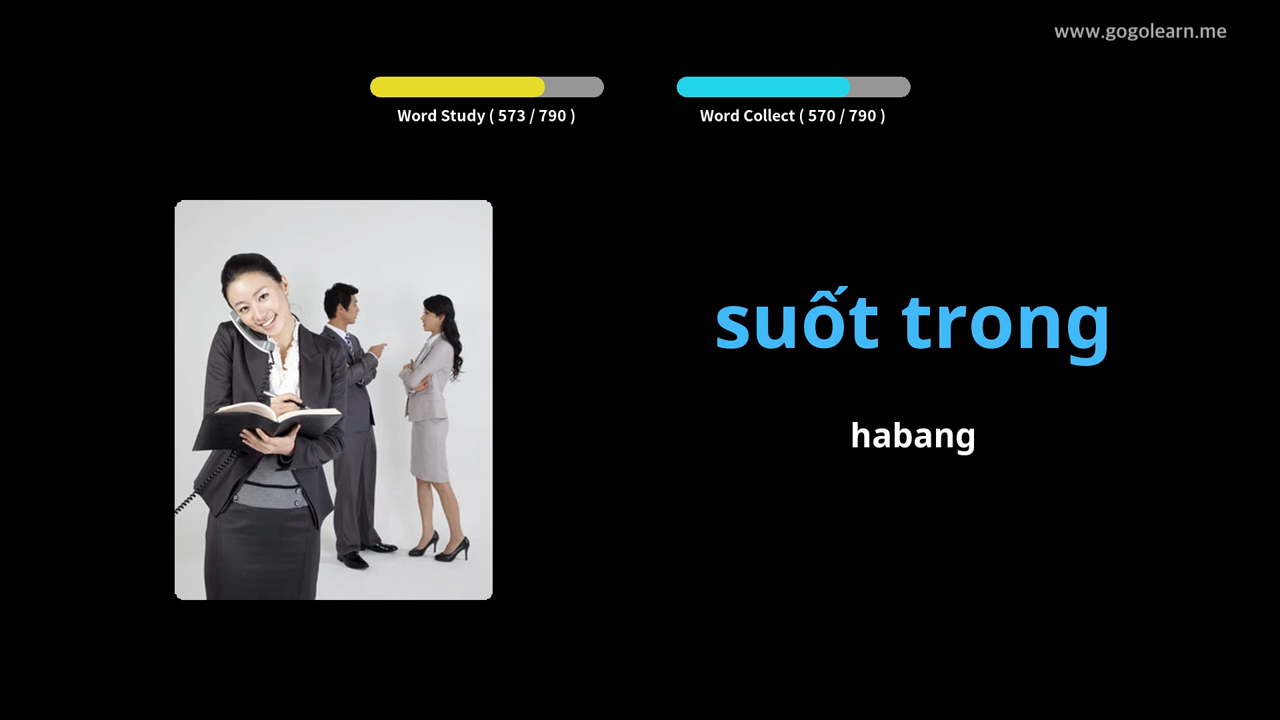 www.gogolearn.me
Word Study ( 573 / 790 )
Word Collect ( 570 / 790 )
suốt trong
habang